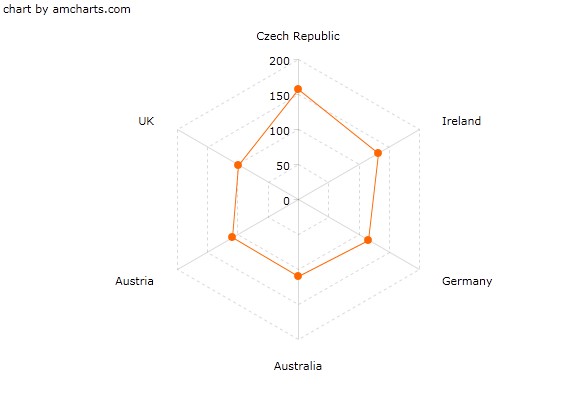 chart by amcharts.com
Czech Republic
200
150
UK
Ireland
100
50
0
Austria
Germany
Australia